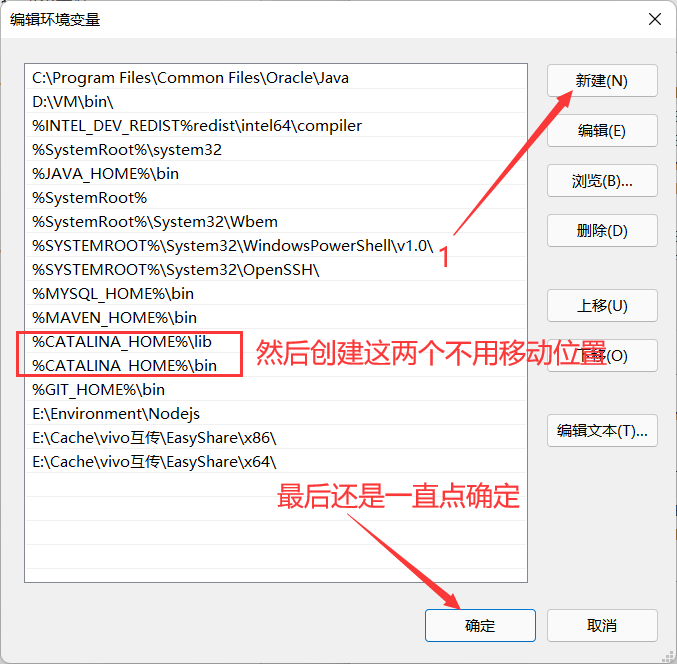 编辑环境变量
C:\Program Files\Common Files\Oracle\Java
新建(N)
D:\VM\bin\
%INTEL_DEV_REDIST%redist\intel64\compiler
编辑(E)
%SystemRoot%\system32
%JAVA_HOME%\bin
浏览(B)...
%SystemRoot%
%SystemRoot%\System32\Wbem
删除(D)
%SYSTEMROOT%\System32\WindowsPowerShell\v1.0\
1
%SYSTEMROOT%\System32\OpenSSH\
%MYSQL_HOME%\bin
上移(U)
%MAVEN_HOME%\bin
%CATALINA_HOME%\lib
然后创建这两个不用移动位置
下移(O)
%CATALINA_HOME%\bin
%GIT_HOME%\bin
E:\Environment\Nodejs
E:\Cache\vivo互传\EasyShare\x86\
编辑文本(T)...
E:\Cache\vivo互传\EasyShare\x64\
最后还是一直点确定
确定
取消